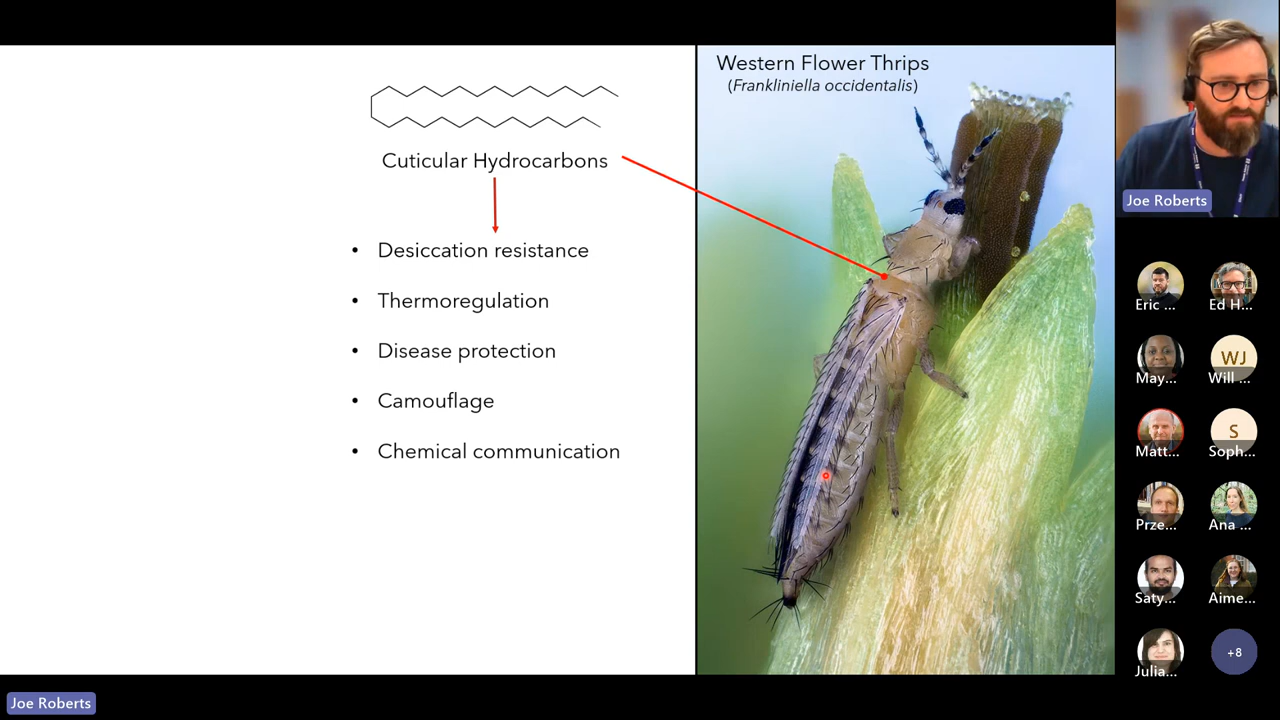 Cuticular Hydrocarbons
• Desiccation resistance
• Thermoregulation
• Disease protection
• Camouflage
• Chemical communication
Western Flower Thrips
(Frankliniella occidentalis)
Joe Roberts
Eric ...
Ed H...
May...
WJ
Will ...
Matt...
S
Soph...
Prze...
Ana ...
Saty...
Aime...
Julia...
+8
Joe Roberts